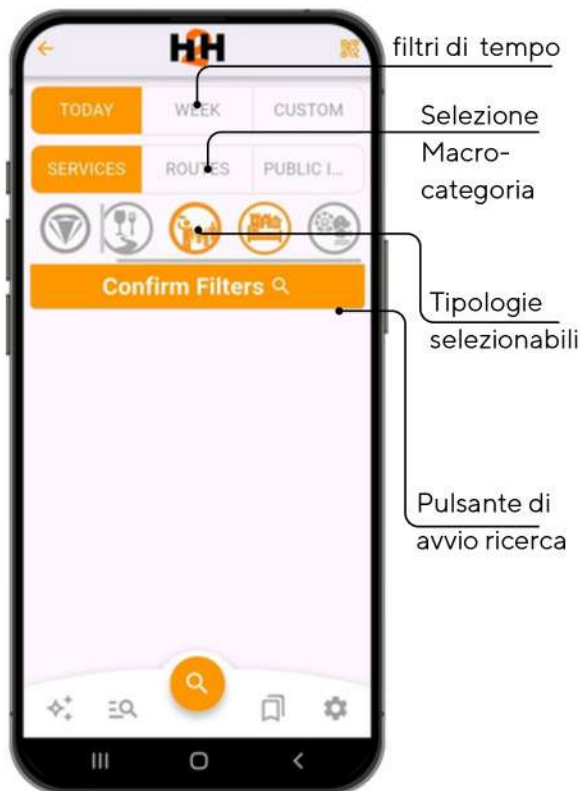 H2H
filtri di tempo
TODAY WEEK CUSTOM
Selezione
Macro-
categoria
SERVICES ROUTES PUBLIC I...
Confirm Filters
Tipologie
selezionabili
Pulsante di
avvio ricerca